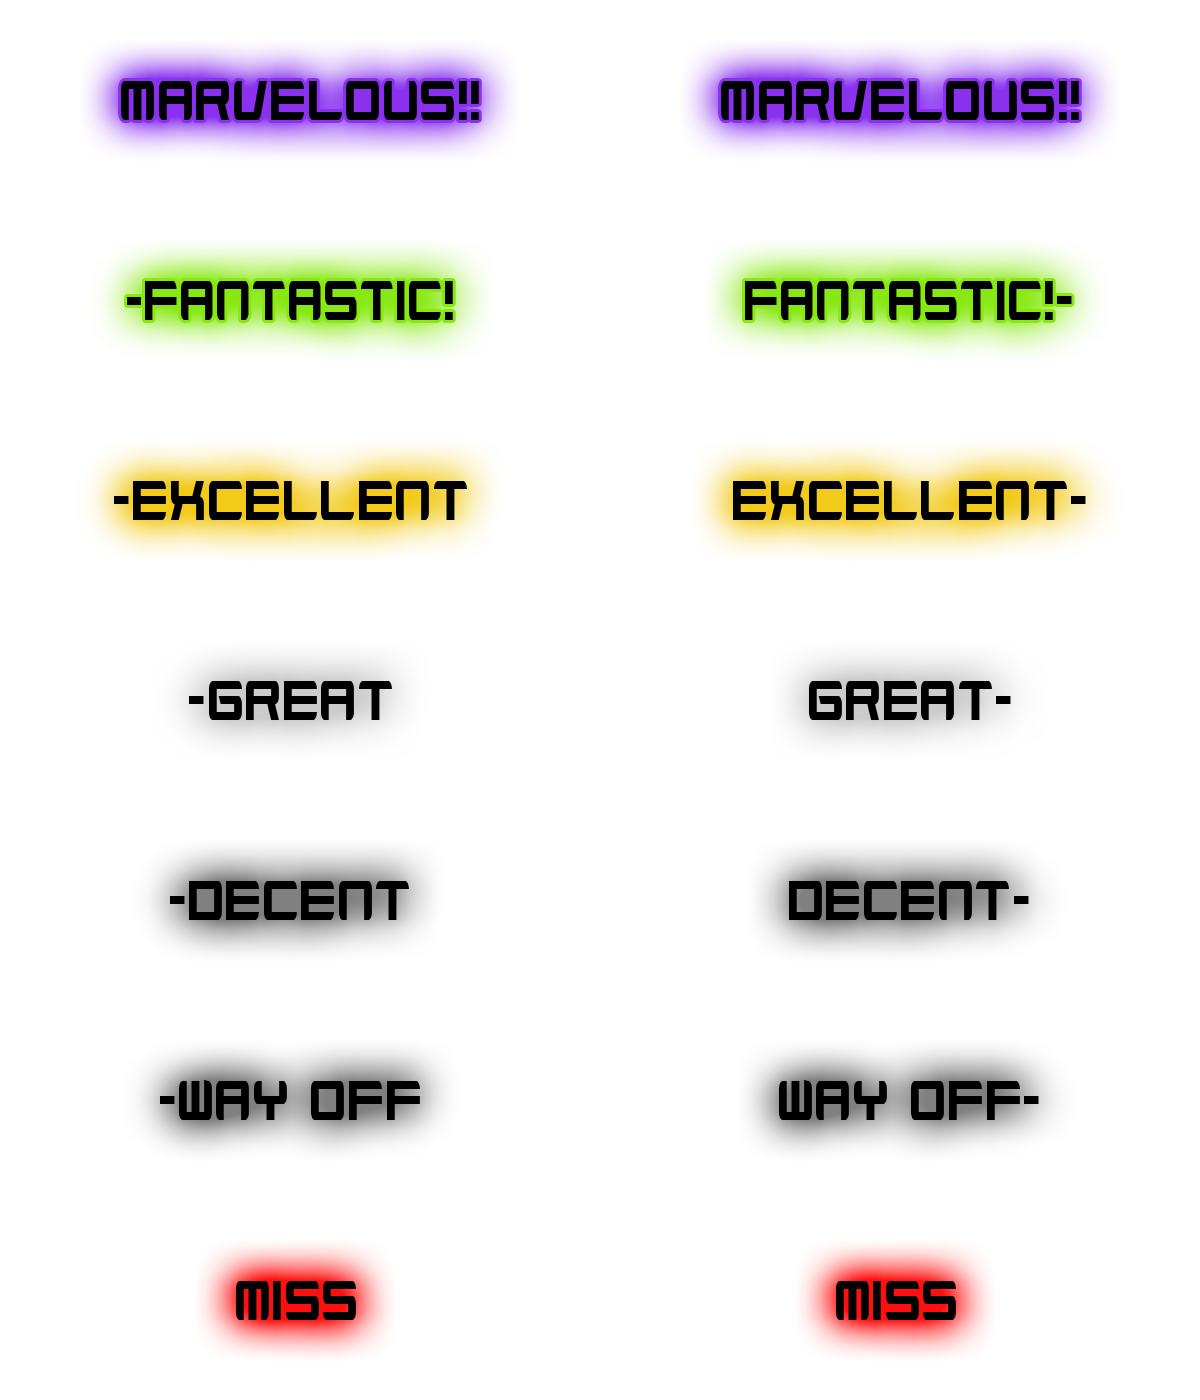 MARVELOUS!! MARVELOUS!!
-FANTASTIC! FANTASTIC!-
-EXCELLENT EXCELLENT-
-GREAT GREAT-
-DECENT DECENT-
-WAY OFF WAY OFF-
MISS MISS